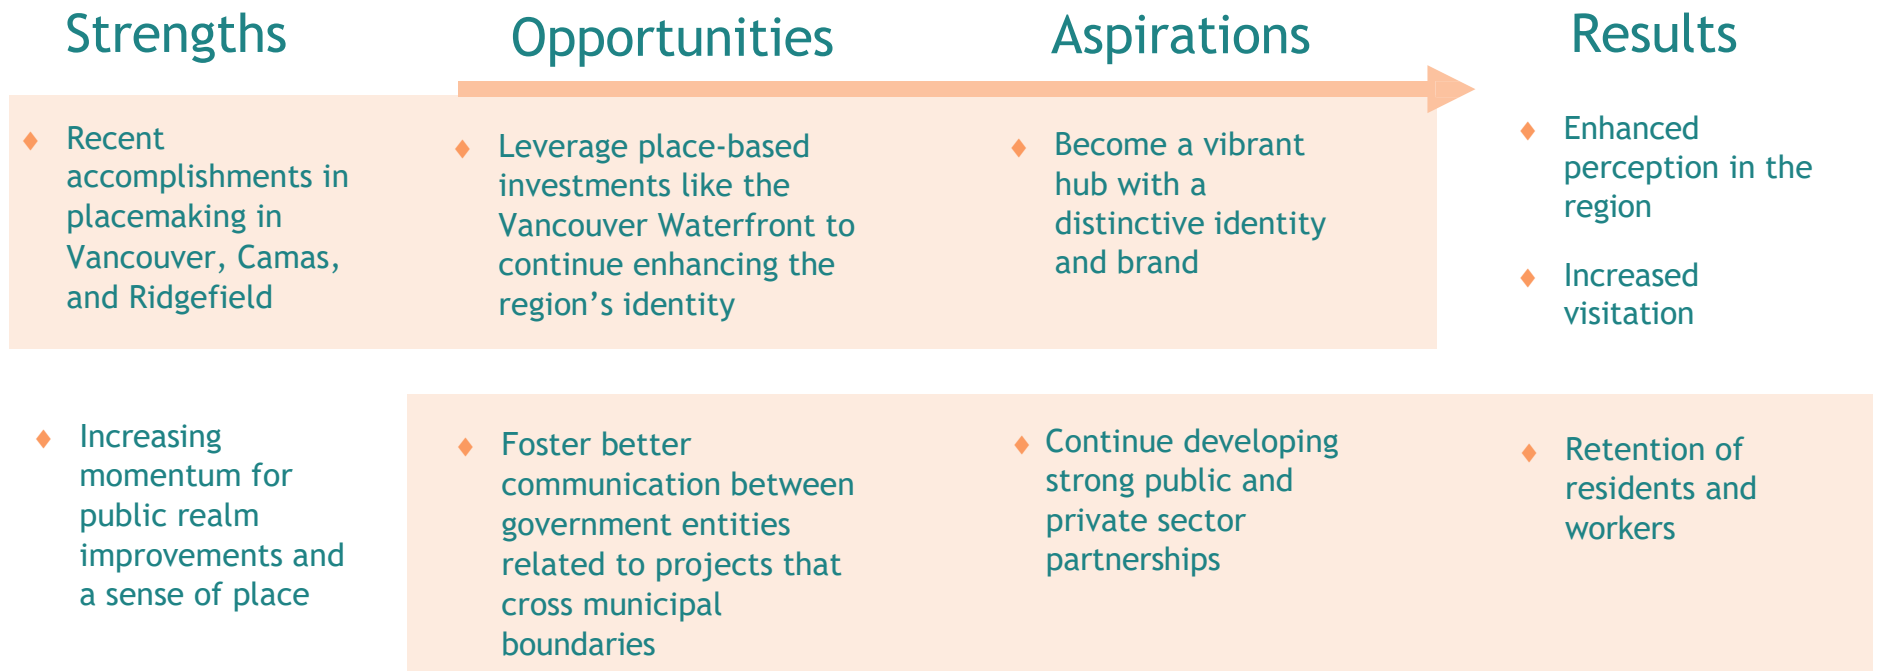 Strengths
Opportunities
Aspirations
Results
♦ Recent
accomplishments in
placemaking in
Vancouver, Camas,
and Ridgefield
♦ Leverage place-based
investments like the
Vancouver Waterfront to
continue enhancing the
region’s identity
♦ Become a vibrant
hub with a
distinctive identity
and brand
♦ Enhanced
perception in the
region
♦ Increased
visitation
♦ Increasing
momentum for
public realm
improvements and
a sense of place
♦ Foster better
communication between
government entities
related to projects that
cross municipal
boundaries
♦ Continue developing
strong public and
private sector
partnerships
♦ Retention of
residents and
workers